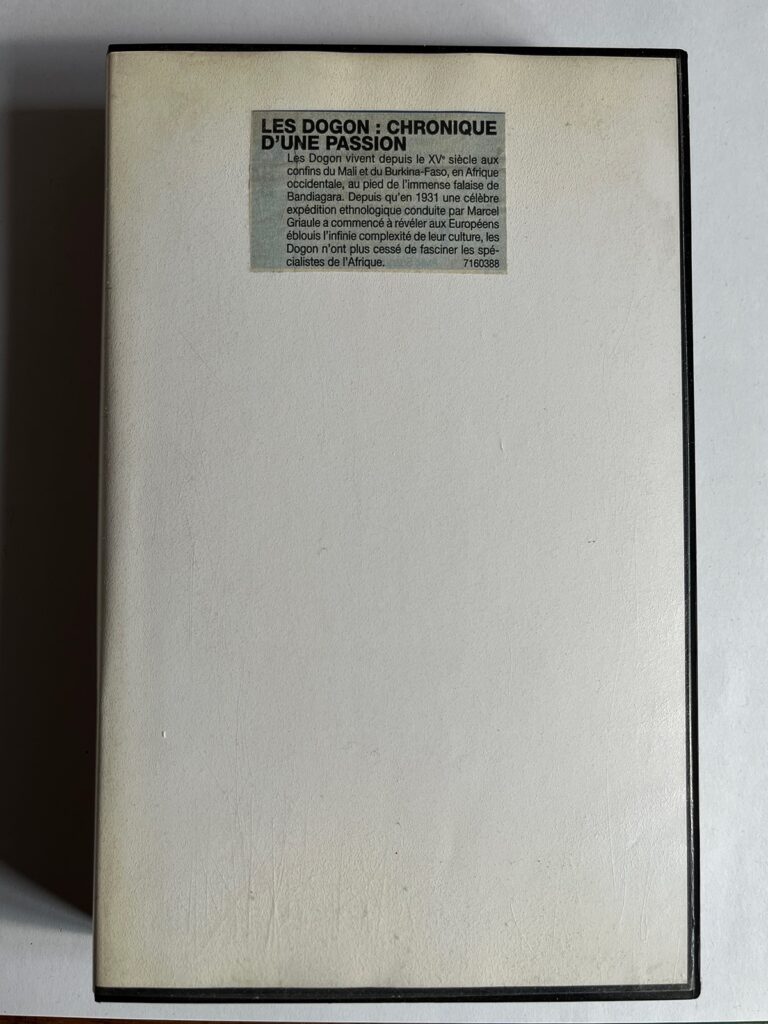 LES DOGON : CHRONIQUE
D'UNE PASSION
Les Dogon vivent depuis le XVe siècle aux
confins du Mali et du Burkina-Faso, en Afrique
occidentale, au pied de l'immense falaise de
Bandiagara. Depuis qu'en 1931 une célèbre
expédition ethnologique conduite par Marcel
Griaule a commencé à révéler aux Européens
éblouis l'infinie complexité de leur culture, les
Dogon n'ont plus cessé de fasciner les spé-
cialistes de l'Afrique. 7160388